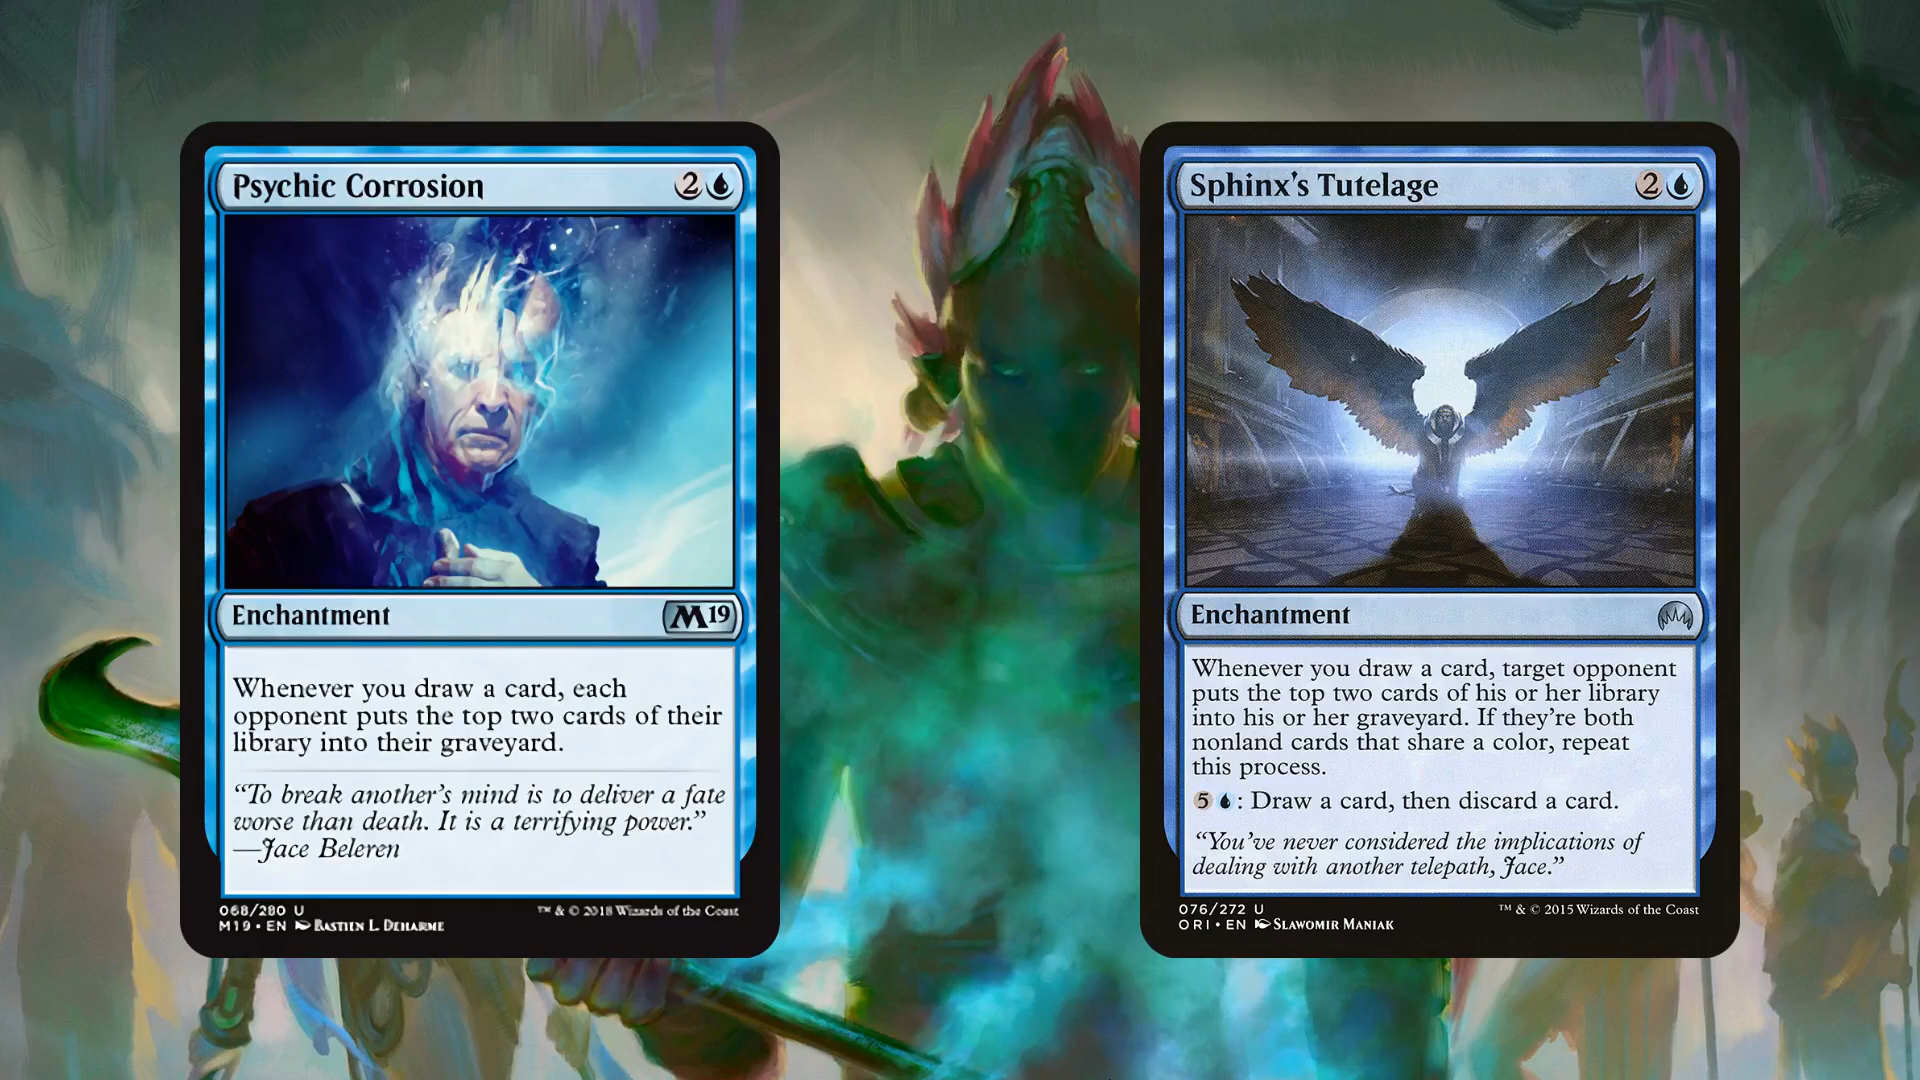 Psychic Corrosion 2
Enchantment M19
Whenever you draw a card, each
opponent puts the top two cards of their
library into their graveyard.
“To break another’s mind is to deliver a fate
worse than death. It is a terrifying power.”
—Jace Beleren
068/280 U
™ & © 2018 Wizards of the Coast
M19 • EN Bastien L. Deharme
Sphinx’s Tutelage 2
Enchantment
Whenever you draw a card, target opponent
puts the top two cards of his or her library
into his or her graveyard. If they’re both
nonland cards that share a color, repeat
this process.
5 : Draw a card, then discard a card.
“You’ve never considered the implications of
dealing with another telepath, Jace.”
076/272 U
™ & © 2015 Wizards of the Coast
ORI • EN Slawomir Maniak